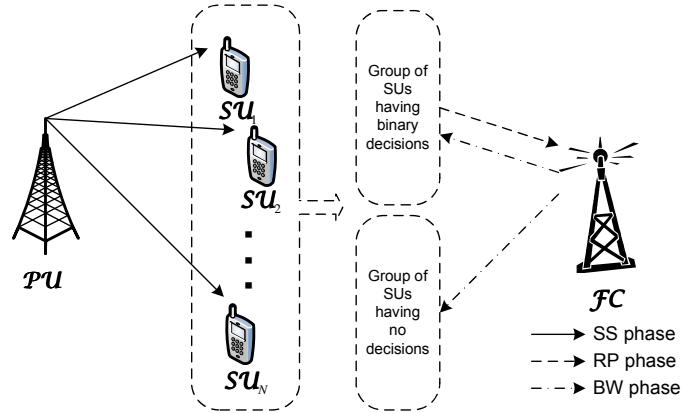 SU1
SU2
SUN
PU
Group of
SUs
having
binary
decisions
Group of
SUs
having
no
decisions
FC
SS phase
RP phase
BW phase